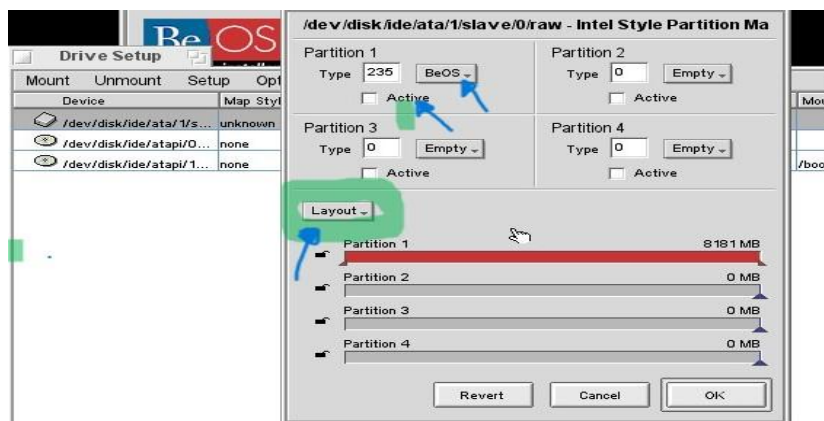 BeOS
Drive Setup
Mount Unmount Setup Opt
Device Map Styl
/dev/disk/ide/ata/1/s... unknown
/dev/disk/ide/atapi/0... none
/dev/disk/ide/atapi/1... none
/dev/disk/ide/ata/1/slave/0/raw - Intel Style Partition Ma
Partition 1
Type 235 BeOS
Active
Partition 2
Type 0 Empty
Active
Partition 3
Type 0 Empty
Active
Partition 4
Type 0 Empty
Active
Layout
Partition 1 8181 MB
Partition 2 0 MB
Partition 3 0 MB
Partition 4 0 MB
Revert Cancel OK
Mou
/boo